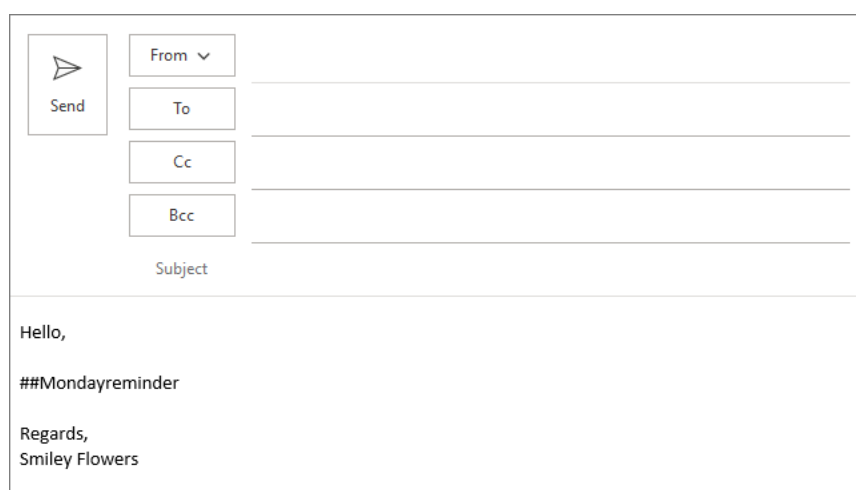 From
Send
To
Cc
Bcc
Subject
Hello,
##Mondayreminder
Regards,
Smiley Flowers